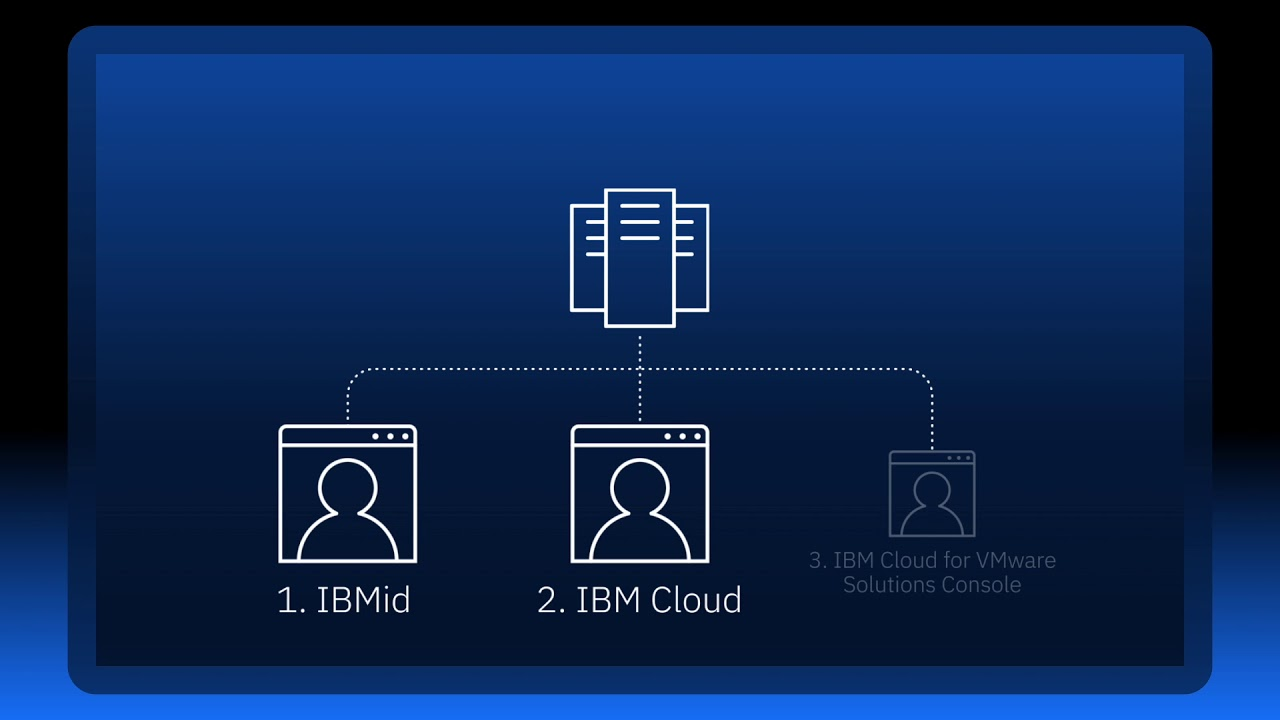 1. IBMid
2. IBM Cloud
3. IBM Cloud for VMware
Solutions Console